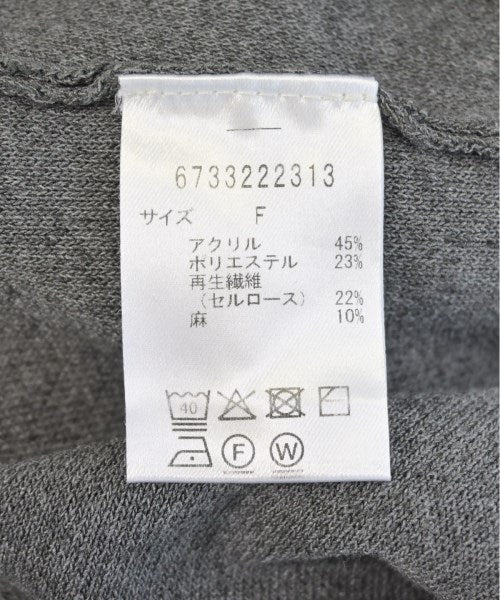 6733222313
サイズ F
アクリル 45%
ポリエステル 23%
再生繊維
(セルロース) 22%
麻 10%
40
F W